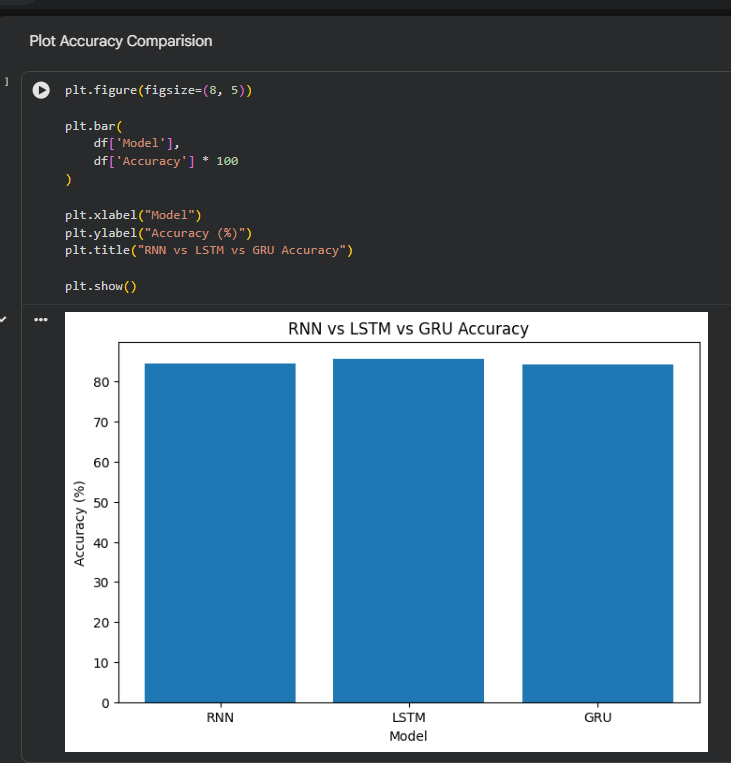 Plot Accuracy Comparision
]
plt.figure(figsize=(8, 5))
plt.bar(
df['Model'],
df['Accuracy'] * 100
)
plt.xlabel("Model")
plt.ylabel("Accuracy (%)")
plt.title("RNN vs LSTM vs GRU Accuracy")
plt.show()
RNN vs LSTM vs GRU Accuracy
Accuracy (%)
80
70
60
50
40
30
20
10
0
RNN LSTM GRU
Model